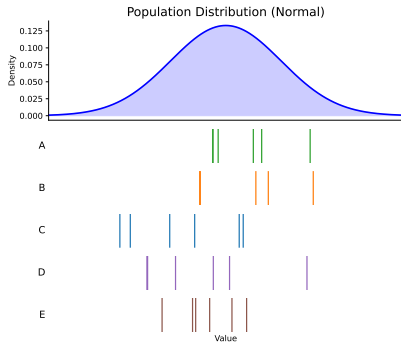 Population Distribution (Normal)
0.125
0.100
0.075
0.050
0.025
0.000
Density
A
B
C
D
E
Value